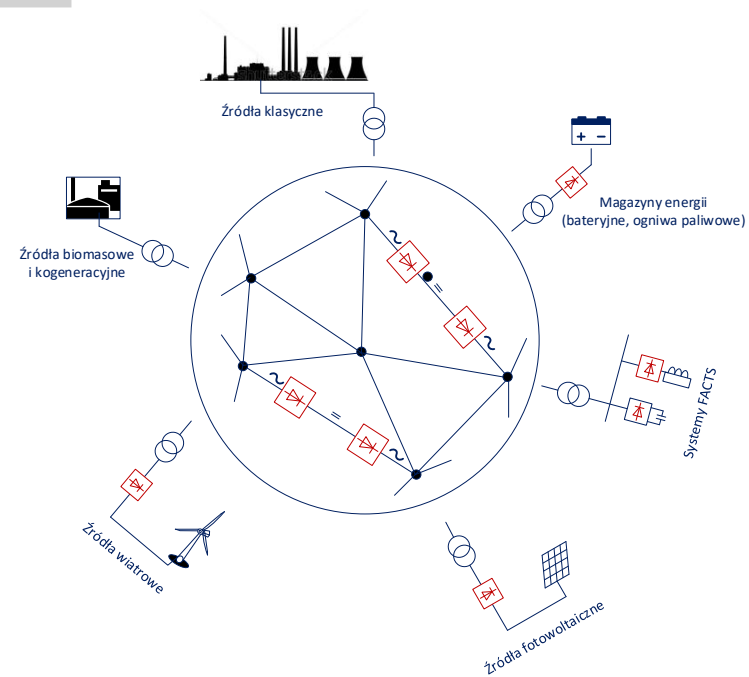 Źródła klasyczne
Magazyny energii
(bateryjne, ogniwa paliwowe)
Źródła biomasowe
i kogeneracyjne
Systemy FACTS
Źródła wiatrowe
Źródła fotowoltaiczne